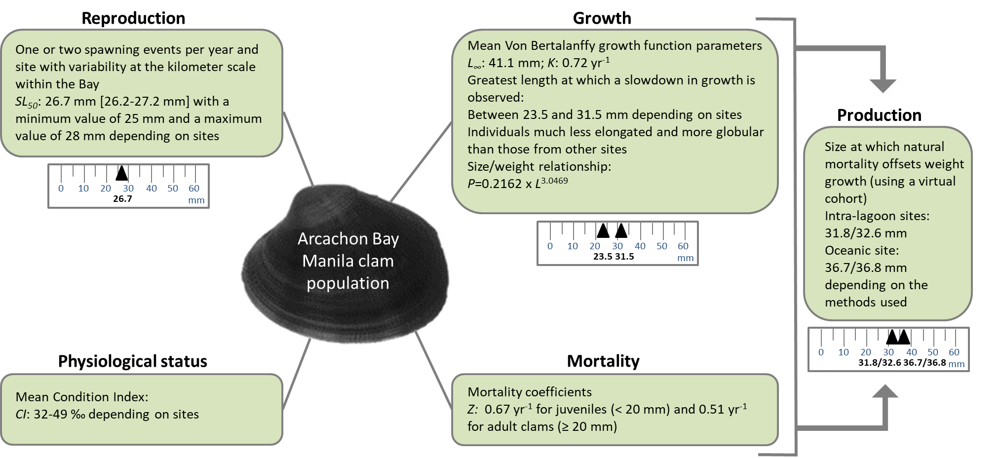 Reproduction
One or two spawning events per year and
site with variability at the kilometer scale
within the Bay
SL50: 26.7 mm [26.2-27.2 mm] with a
minimum value of 25 mm and a maximum
value of 28 mm depending on sites
0 10 20 30 40 50 60
26.7 mm
Growth
Mean Von Bertalanffy growth function parameters
L∞: 41.1 mm; K: 0.72 yr-1
Greatest length at which a slowdown in growth is
observed:
Between 23.5 and 31.5 mm depending on sites
Individuals much less elongated and more globular
than those from other sites
Size/weight relationship:
P=0.2162 x L3.0469
0 10 20 30 40 50 60
23.5 31.5 mm
Arcachon Bay
Manila clam
population
Physiological status
Mean Condition Index:
CI: 32-49 ‰ depending on sites
Mortality
Mortality coefficients
Z: 0.67 yr-1 for juveniles (< 20 mm) and 0.51 yr-1
for adult clams (≥ 20 mm)
Production
Size at which natural
mortality offsets weight
growth (using a virtual
cohort)
Intra-lagoon sites:
31.8/32.6 mm
Oceanic site:
36.7/36.8 mm
depending on the
methods used
0 10 20 30 40 50 60
31.8/32.6 36.7/36.8 mm